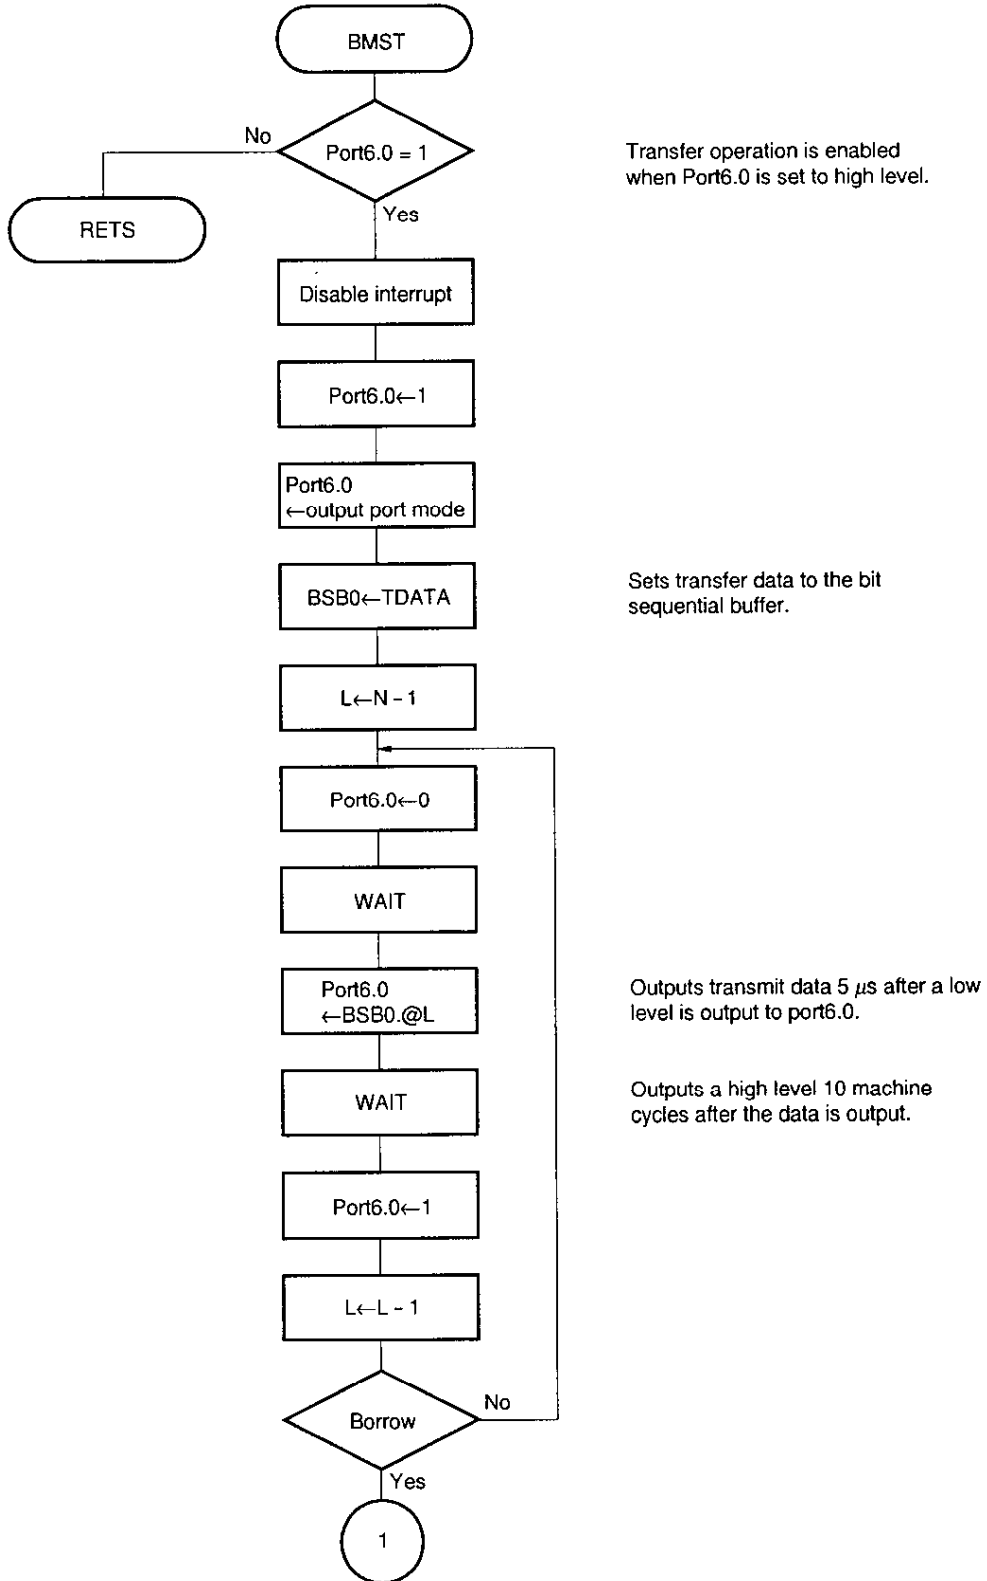 BMST
Port6.0 = 1
No
Transfer operation is enabled
when Port6.0 is set to high level.
RETS
Yes
Disable interrupt
Port6.0←1
Port6.0
←output port mode
BSB0←TDATA
Sets transfer data to the bit
sequential buffer.
L←N – 1
Port6.0←0
WAIT
Port6.0
←BSB0.@L
Outputs transmit data 5 μs after a low
level is output to port6.0.
WAIT
Outputs a high level 10 machine
cycles after the data is output.
Port6.0←1
L←L – 1
Borrow
No
Yes
1